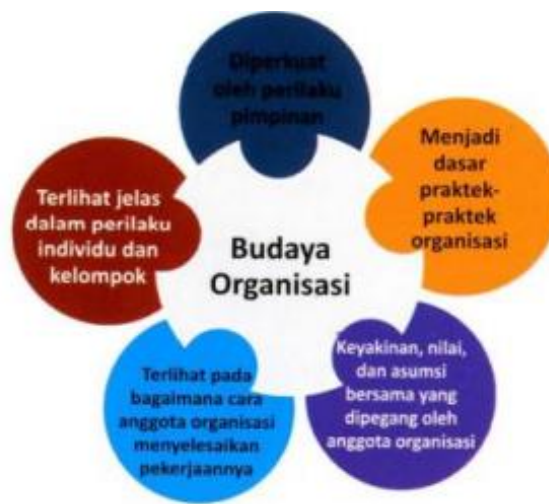 Diperkuat
oleh perilaku
pimpinan
Menjadi
dasar
praktek-
praktek
organisasi
Terlihat jelas
dalam perilaku
individu dan
kelompok
Budaya
Organisasi
Keyakinan, nilai,
dan asumsi
bersama yang
dipegang oleh
anggota organisasi
Terlihat pada
bagaimana cara
anggota organisasi
menyelesaikan
pekerjaannya